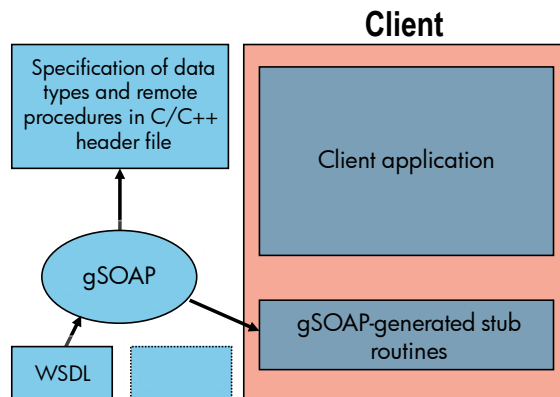 Client
Specification of data
types and remote
procedures in C/C++
header file
Client application
gSOAP
gSOAP-generated stub
routines
WSDL